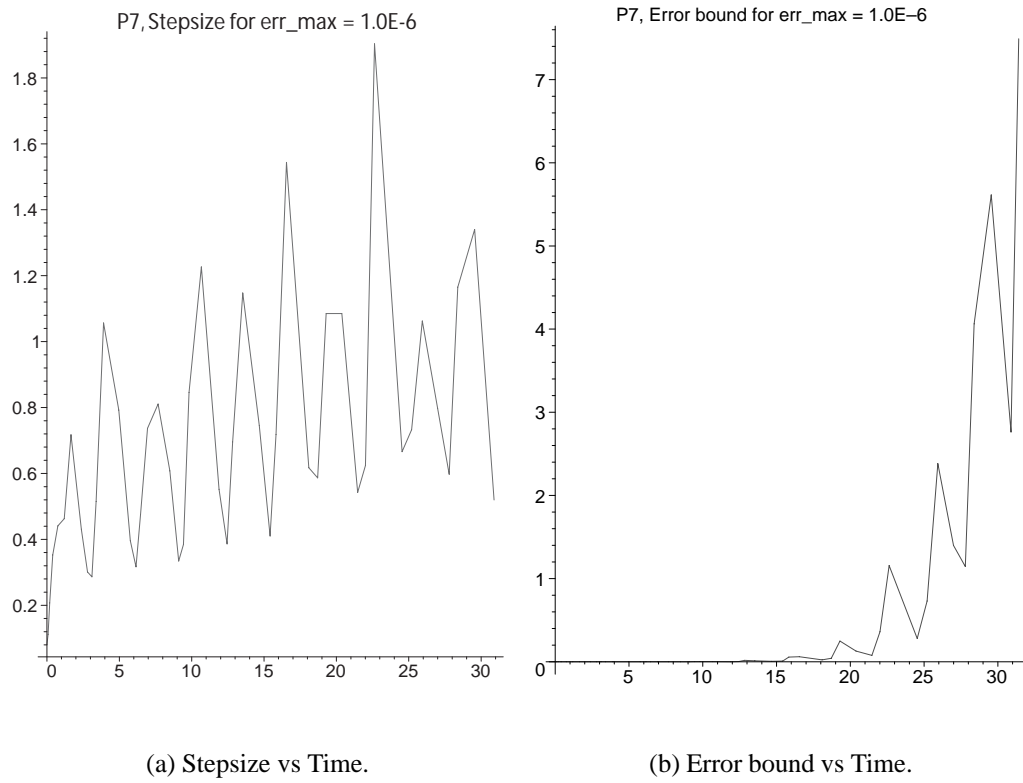 P7, Stepsize for err_max = 1.0E-6
1.8
1.6
1.4
1.2
1
0.8
0.6
0.4
0.2
0 5 10 15 20 25 30
P7, Error bound for err_max = 1.0E–6
7
6
5
4
3
2
1
0
5 10 15 20 25 30
(a) Stepsize vs Time.
(b) Error bound vs Time.